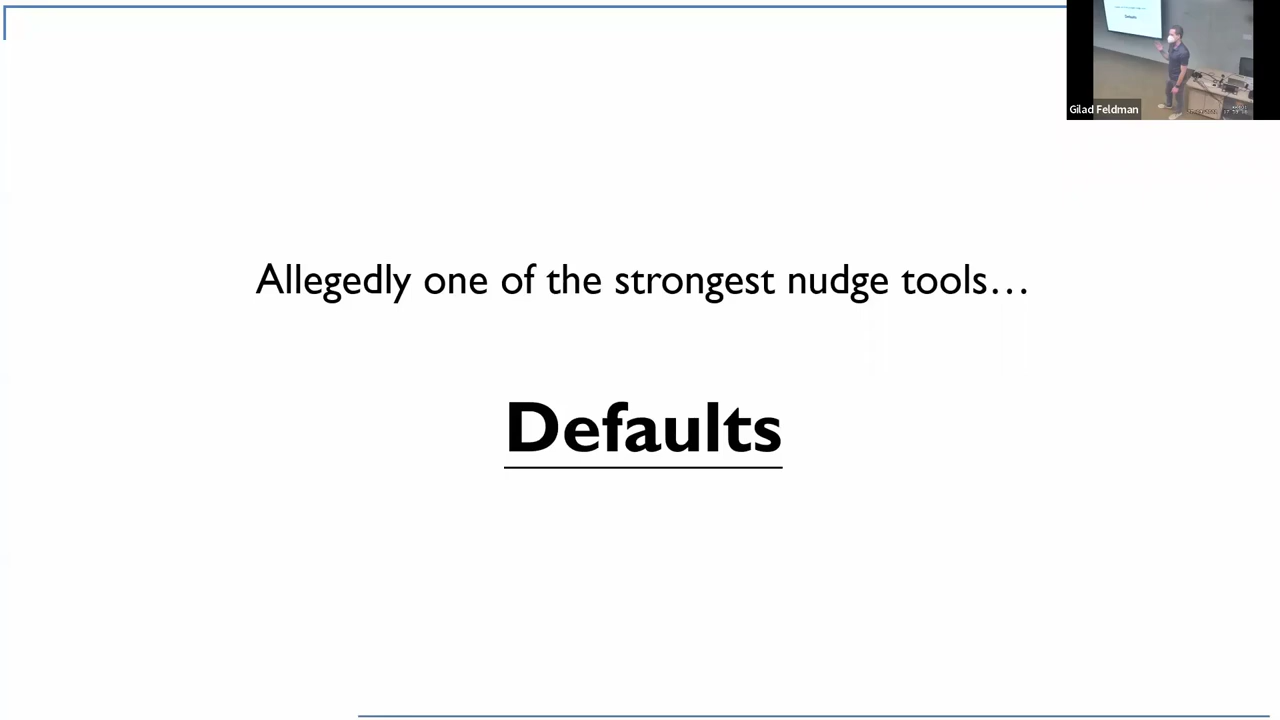 Allegedly one of the strongest nudge tools…
Defaults
Gilad Feldman